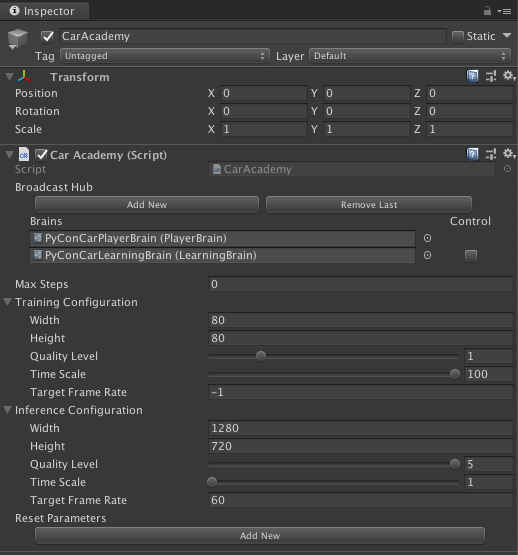 Inspector
CarAcademy Static
Tag Untagged Layer Default
Transform
Position X 0 Y 0 Z 0
Rotation X 0 Y 0 Z 0
Scale X 1 Y 1 Z 1
C# Car Academy (Script)
Script CarAcademy
Broadcast Hub
Add New Remove Last
Brains Control
PyConCarPlayerBrain (PlayerBrain)
PyConCarLearningBrain (LearningBrain)
Max Steps 0
Training Configuration
Width 80
Height 80
Quality Level 1
Time Scale 100
Target Frame Rate -1
Inference Configuration
Width 1280
Height 720
Quality Level 5
Time Scale 1
Target Frame Rate 60
Reset Parameters
Add New